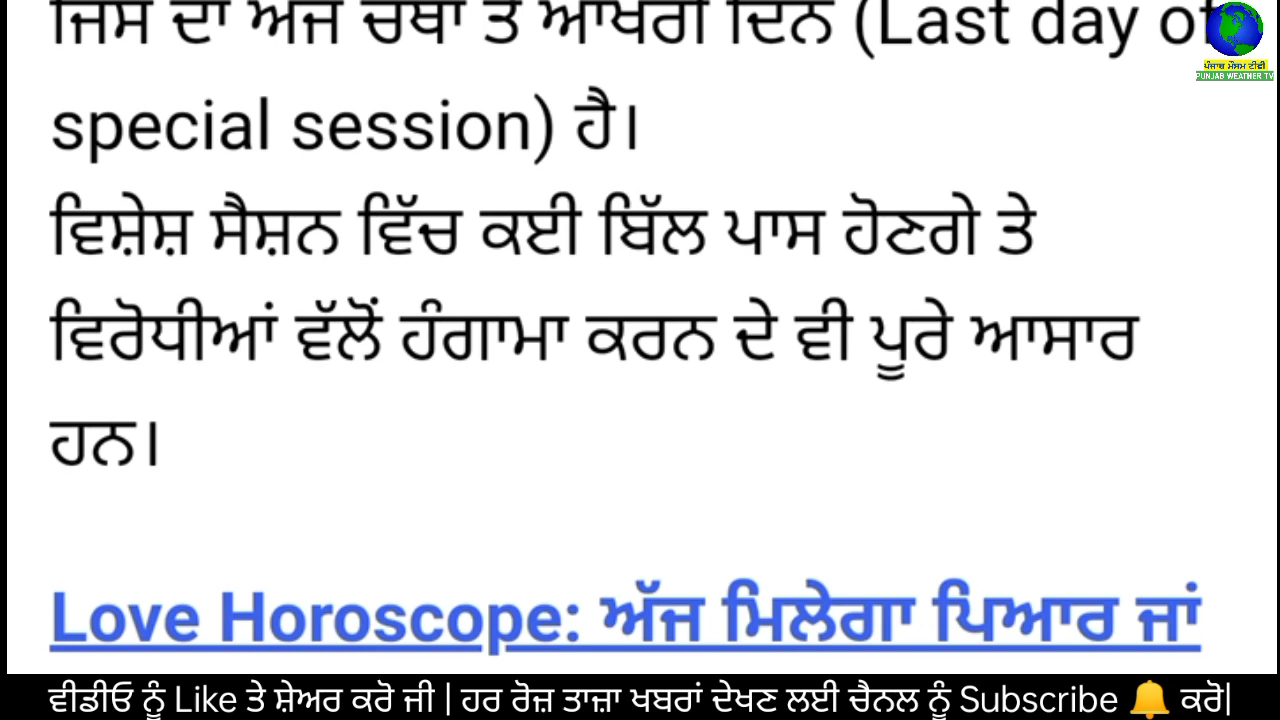 ਜਿਸ ਦਾ ਅੱਜ ਚੌਥਾ ਤੇ ਆਖਰੀ ਦਿਨ (Last day of
special session) ਹੈ।
ਵਿਸ਼ੇਸ਼ ਸੈਸ਼ਨ ਵਿੱਚ ਕਈ ਬਿੱਲ ਪਾਸ ਹੋਣਗੇ ਤੇ
ਵਿਰੋਧੀਆਂ ਵੱਲੋਂ ਹੰਗਾਮਾ ਕਰਨ ਦੇ ਵੀ ਪੂਰੇ ਆਸਾਰ
ਹਨ।
Love Horoscope: ਅੱਜ ਮਿਲੇਗਾ ਪਿਆਰ ਜਾਂ
ਪੰਜਾਬ ਮੌਸਮ ਟੀਵੀ
PUNJAB WEATHER TV
ਵੀਡੀਓ ਨੂੰ Like ਤੇ ਸ਼ੇਅਰ ਕਰੋ ਜੀ | ਹਰ ਰੋਜ਼ ਤਾਜ਼ਾ ਖਬਰਾਂ ਦੇਖਣ ਲਈ ਚੈਨਲ ਨੂੰ Subscribe 🔔 ਕਰੋ|